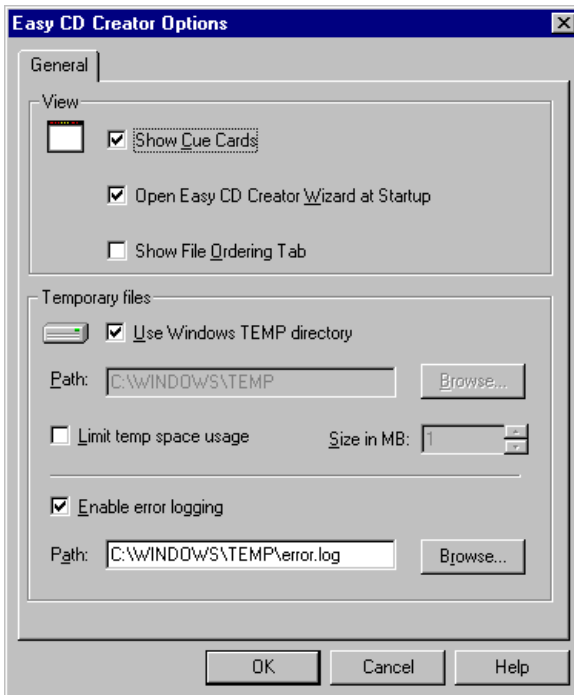 Easy CD Creator Options
General
View
Show Cue Cards
Open Easy CD Creator Wizard at Startup
Show File Ordering Tab
Temporary files
Use Windows TEMP directory
Path: C:\WINDOWS\TEMP Browse...
Limit temp space usage Size in MB: 1
Enable error logging
Path: C:\WINDOWS\TEMP\error.log Browse...
OK Cancel Help